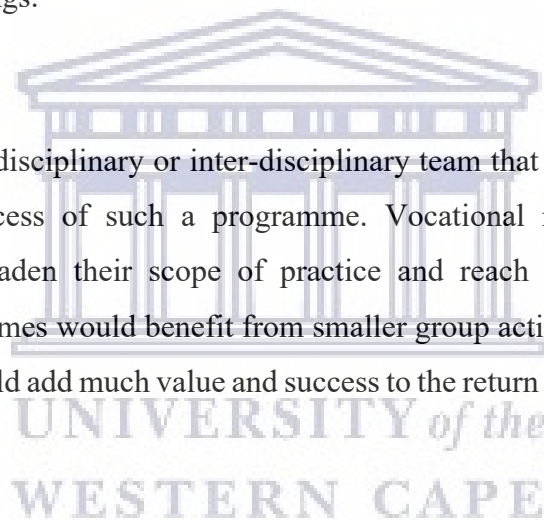 gs.
disciplinary or inter-disciplinary team that
cess of such a programme. Vocational
aden their scope of practice and reach
mes would benefit from smaller group acti
ld add much value and success to the return
UNIVERSITY of the
WESTERN CAPE